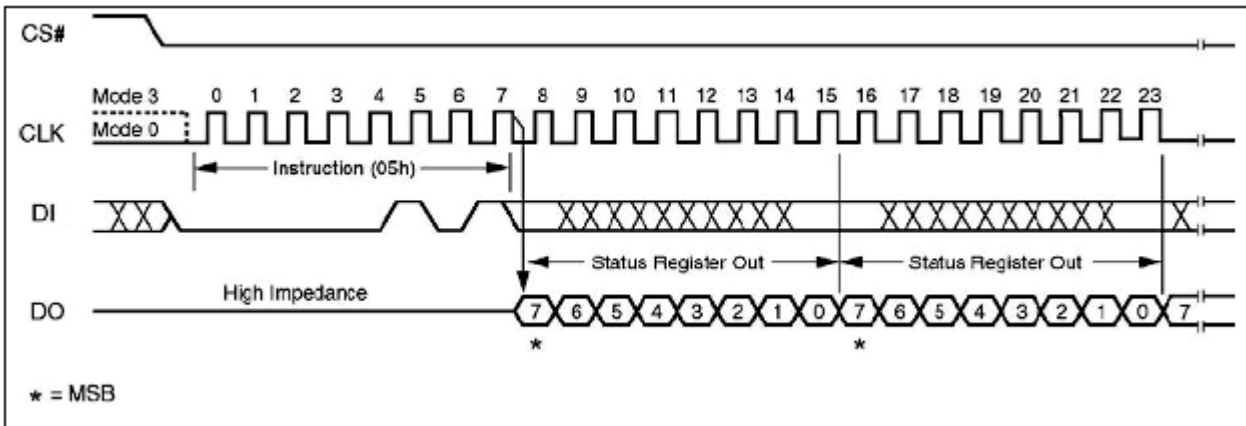 CS#
Mode 3 0 1 2 3 4 5 6 7 8 9 10 11 12 13 14 15 16 17 18 19 20 21 22 23
CLK Mode 0
Instruction (05h)
DI
Status Register Out Status Register Out
High Impedance
DO 7 6 5 4 3 2 1 0 7 6 5 4 3 2 1 0 7
* *
* = MSB